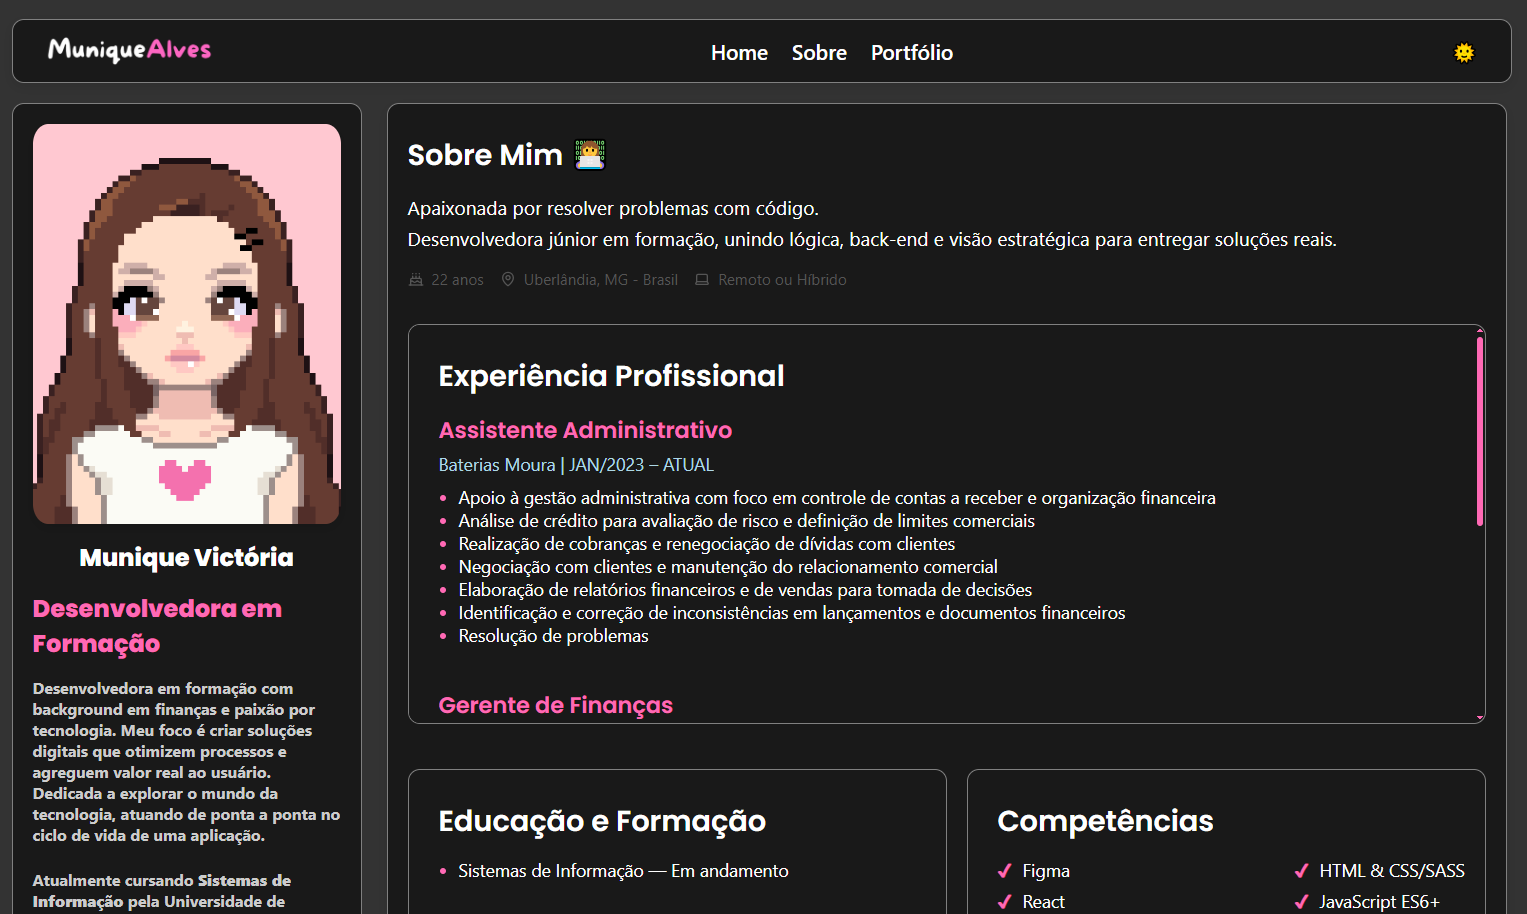 MuniqueAlves
Home Sobre Portfólio
Munique Victória
Desenvolvedora em
Formação
Desenvolvedora em formação com
background em finanças e paixão por
tecnologia. Meu foco é criar soluções
digitais que otimizem processos e
agreguem valor real ao usuário.
Dedicada a explorar o mundo da
tecnologia, atuando de ponta a ponta no
ciclo de vida de uma aplicação.
Atualmente cursando Sistemas de
Informação pela Universidade de
Sobre Mim
Apaixonada por resolver problemas com código.
Desenvolvedora júnior em formação, unindo lógica, back-end e visão estratégica para entregar soluções reais.
22 anos Uberlândia, MG - Brasil Remoto ou Híbrido
Experiência Profissional
Assistente Administrativo
Baterias Moura | JAN/2023 – ATUAL
• Apoio à gestão administrativa com foco em controle de contas a receber e organização financeira
• Análise de crédito para avaliação de risco e definição de limites comerciais
• Realização de cobranças e renegociação de dívidas com clientes
• Negociação com clientes e manutenção do relacionamento comercial
• Elaboração de relatórios financeiros e de vendas para tomada de decisões
• Identificação e correção de inconsistências em lançamentos e documentos financeiros
• Resolução de problemas
Gerente de Finanças
Educação e Formação
• Sistemas de Informação — Em andamento
Competências
✓ Figma
✓ HTML & CSS/SASS
✓ React
✓ JavaScript ES6+